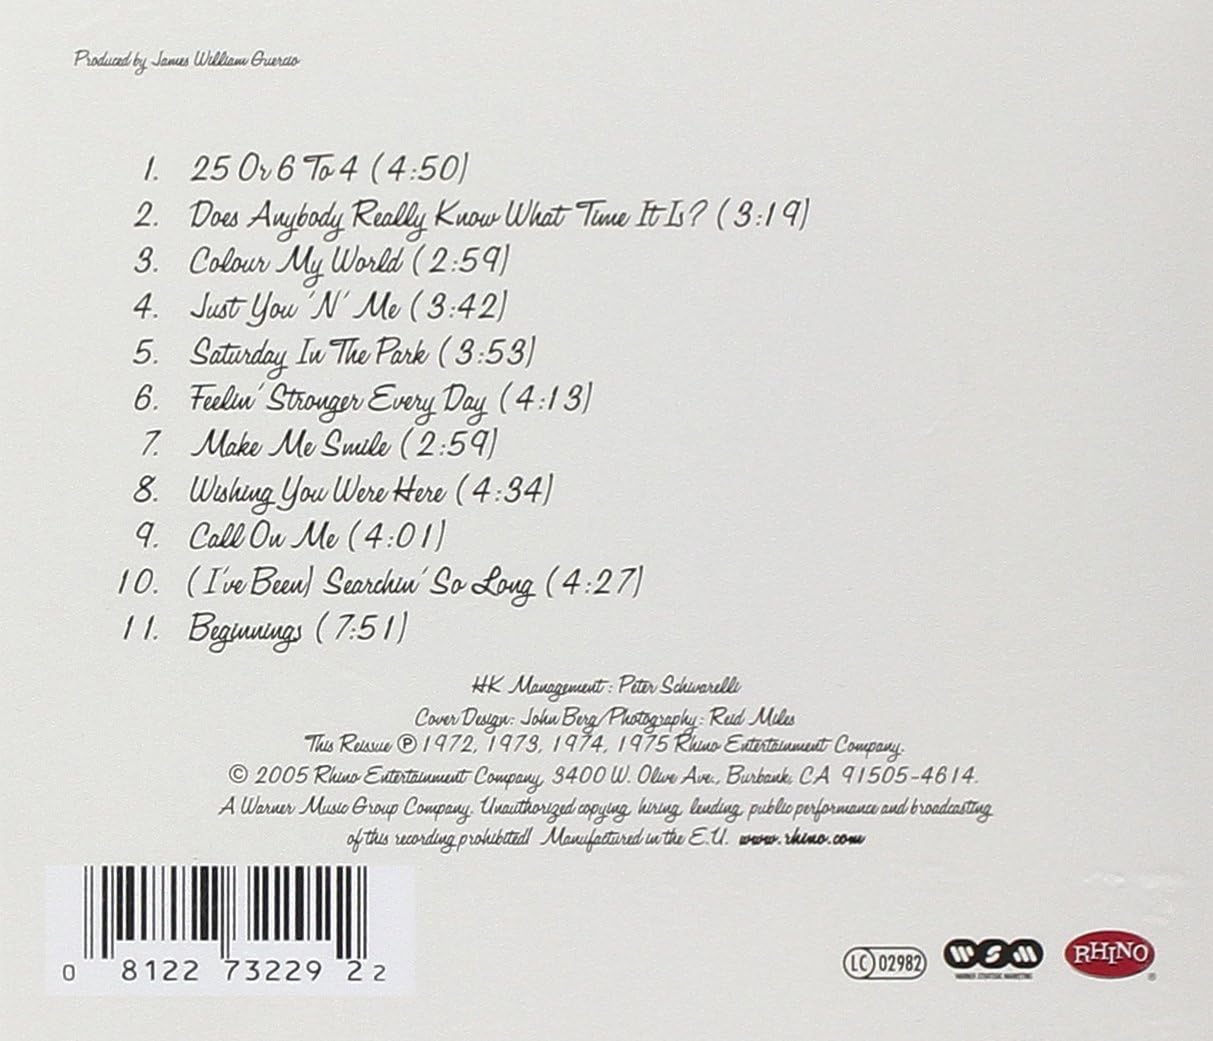 Produced by James William Guercio
1. 25 Or 6 To 4 (4:50)
2. Does Anybody Really Know What Time It Is? (3:19)
3. Colour My World (2:59)
4. Just You 'N' Me (3:42)
5. Saturday In The Park (3:53)
6. Feelin' Stronger Every Day (4:13)
7. Make Me Smile (2:59)
8. Wishing You Were Here (4:34)
9. Call On Me (4:01)
10. (I've Been) Searchin' So Long (4:27)
11. Beginnings (7:51)
HK Management: Peter Schivarelli
Cover Design: John Berg/Photography: Reid Miles
This Reissue ℗ 1972, 1973, 1974, 1975 Rhino Entertainment Company.
© 2005 Rhino Entertainment Company, 3400 W. Olive Ave., Burbank, CA 91505-4614.
A Warner Music Group Company. Unauthorized copying, hiring, lending, public performance and broadcasting
of this recording prohibited! Manufactured in the E.U. www.rhino.com
0 8122 73229 2 2
LC 02982
WSM
WARNER STRATEGIC MARKETING
RHINO
®